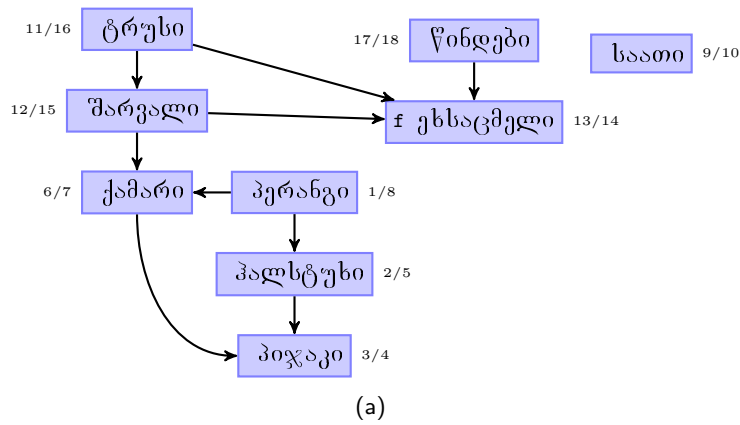 11/16 ტრუსი
17/18 წინდები
საათი 9/10
12/15 შარვალი
f ეხსაცმელი 13/14
6/7 ქამარი
პერანგი 1/8
ჰალსტუხი 2/5
პიჯაკი 3/4
(a)